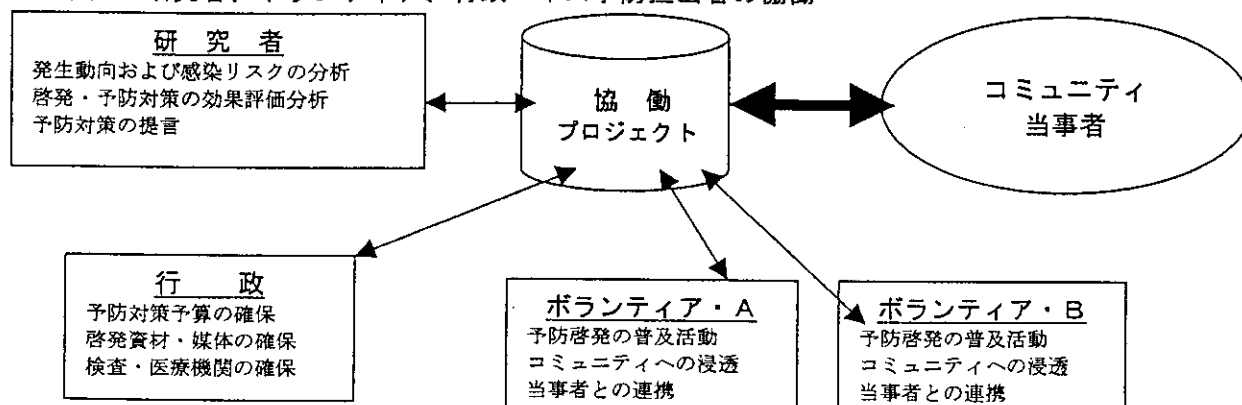 研 究 者
発生動向および感染リスクの分析
啓発・予防対策の効果評価分析
予防対策の提言
協 働
プロジェクト
コミュニティ
当事者
行 政
予防対策予算の確保
啓発資材・媒体の確保
検査・医療機関の確保
ボランティア・A
予防啓発の普及活動
コミュニティへの浸透
当事者との連携
ボランティア・B
予防啓発の普及活動
コミュニティへの浸透
当事者との連携